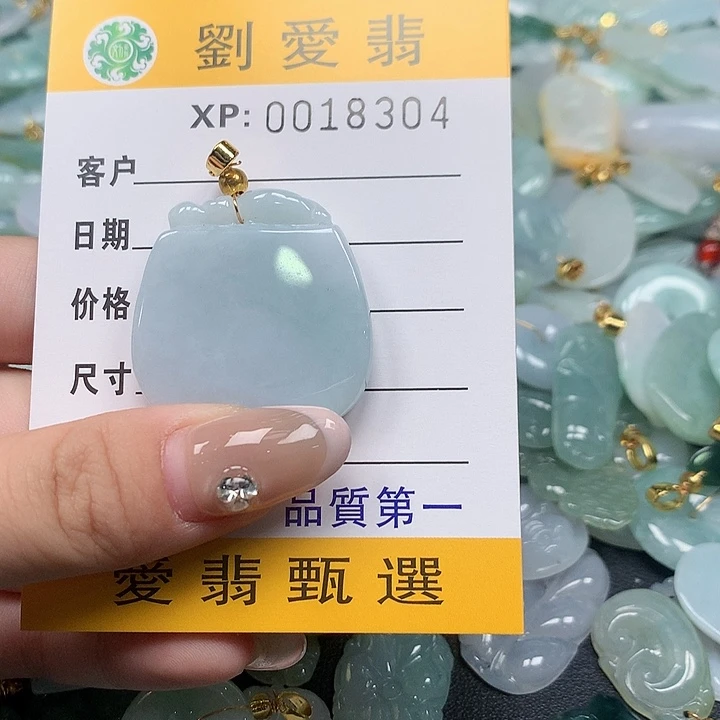 劉愛翡
XP: 0018304
客户
日期
价格
尺寸
品質第一
愛翡甄選